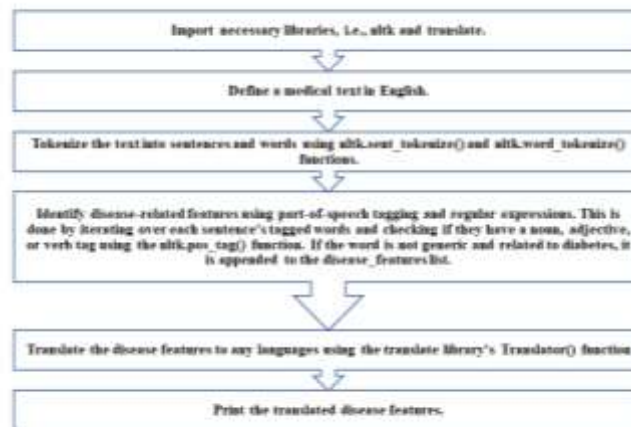 Import necessary libraries, i.e., nltk and translate.
Define a medical text in English.
Tokenize the text into sentences and words using nltk.sent_tokenize() and nltk.word_tokenize()
functions.
Identify disease-related features using part-of-speech tagging and regular expressions. This is
done by iterating over each sentence's tagged words and checking if they have a noun, adjective,
or verb tag using the nltk.pos_tag() function. If the word is not generic and related to diabetes, it
is appended to the disease_features list.
Translate the disease features to any languages using the translate library's Translator() function
Print the translated disease features.